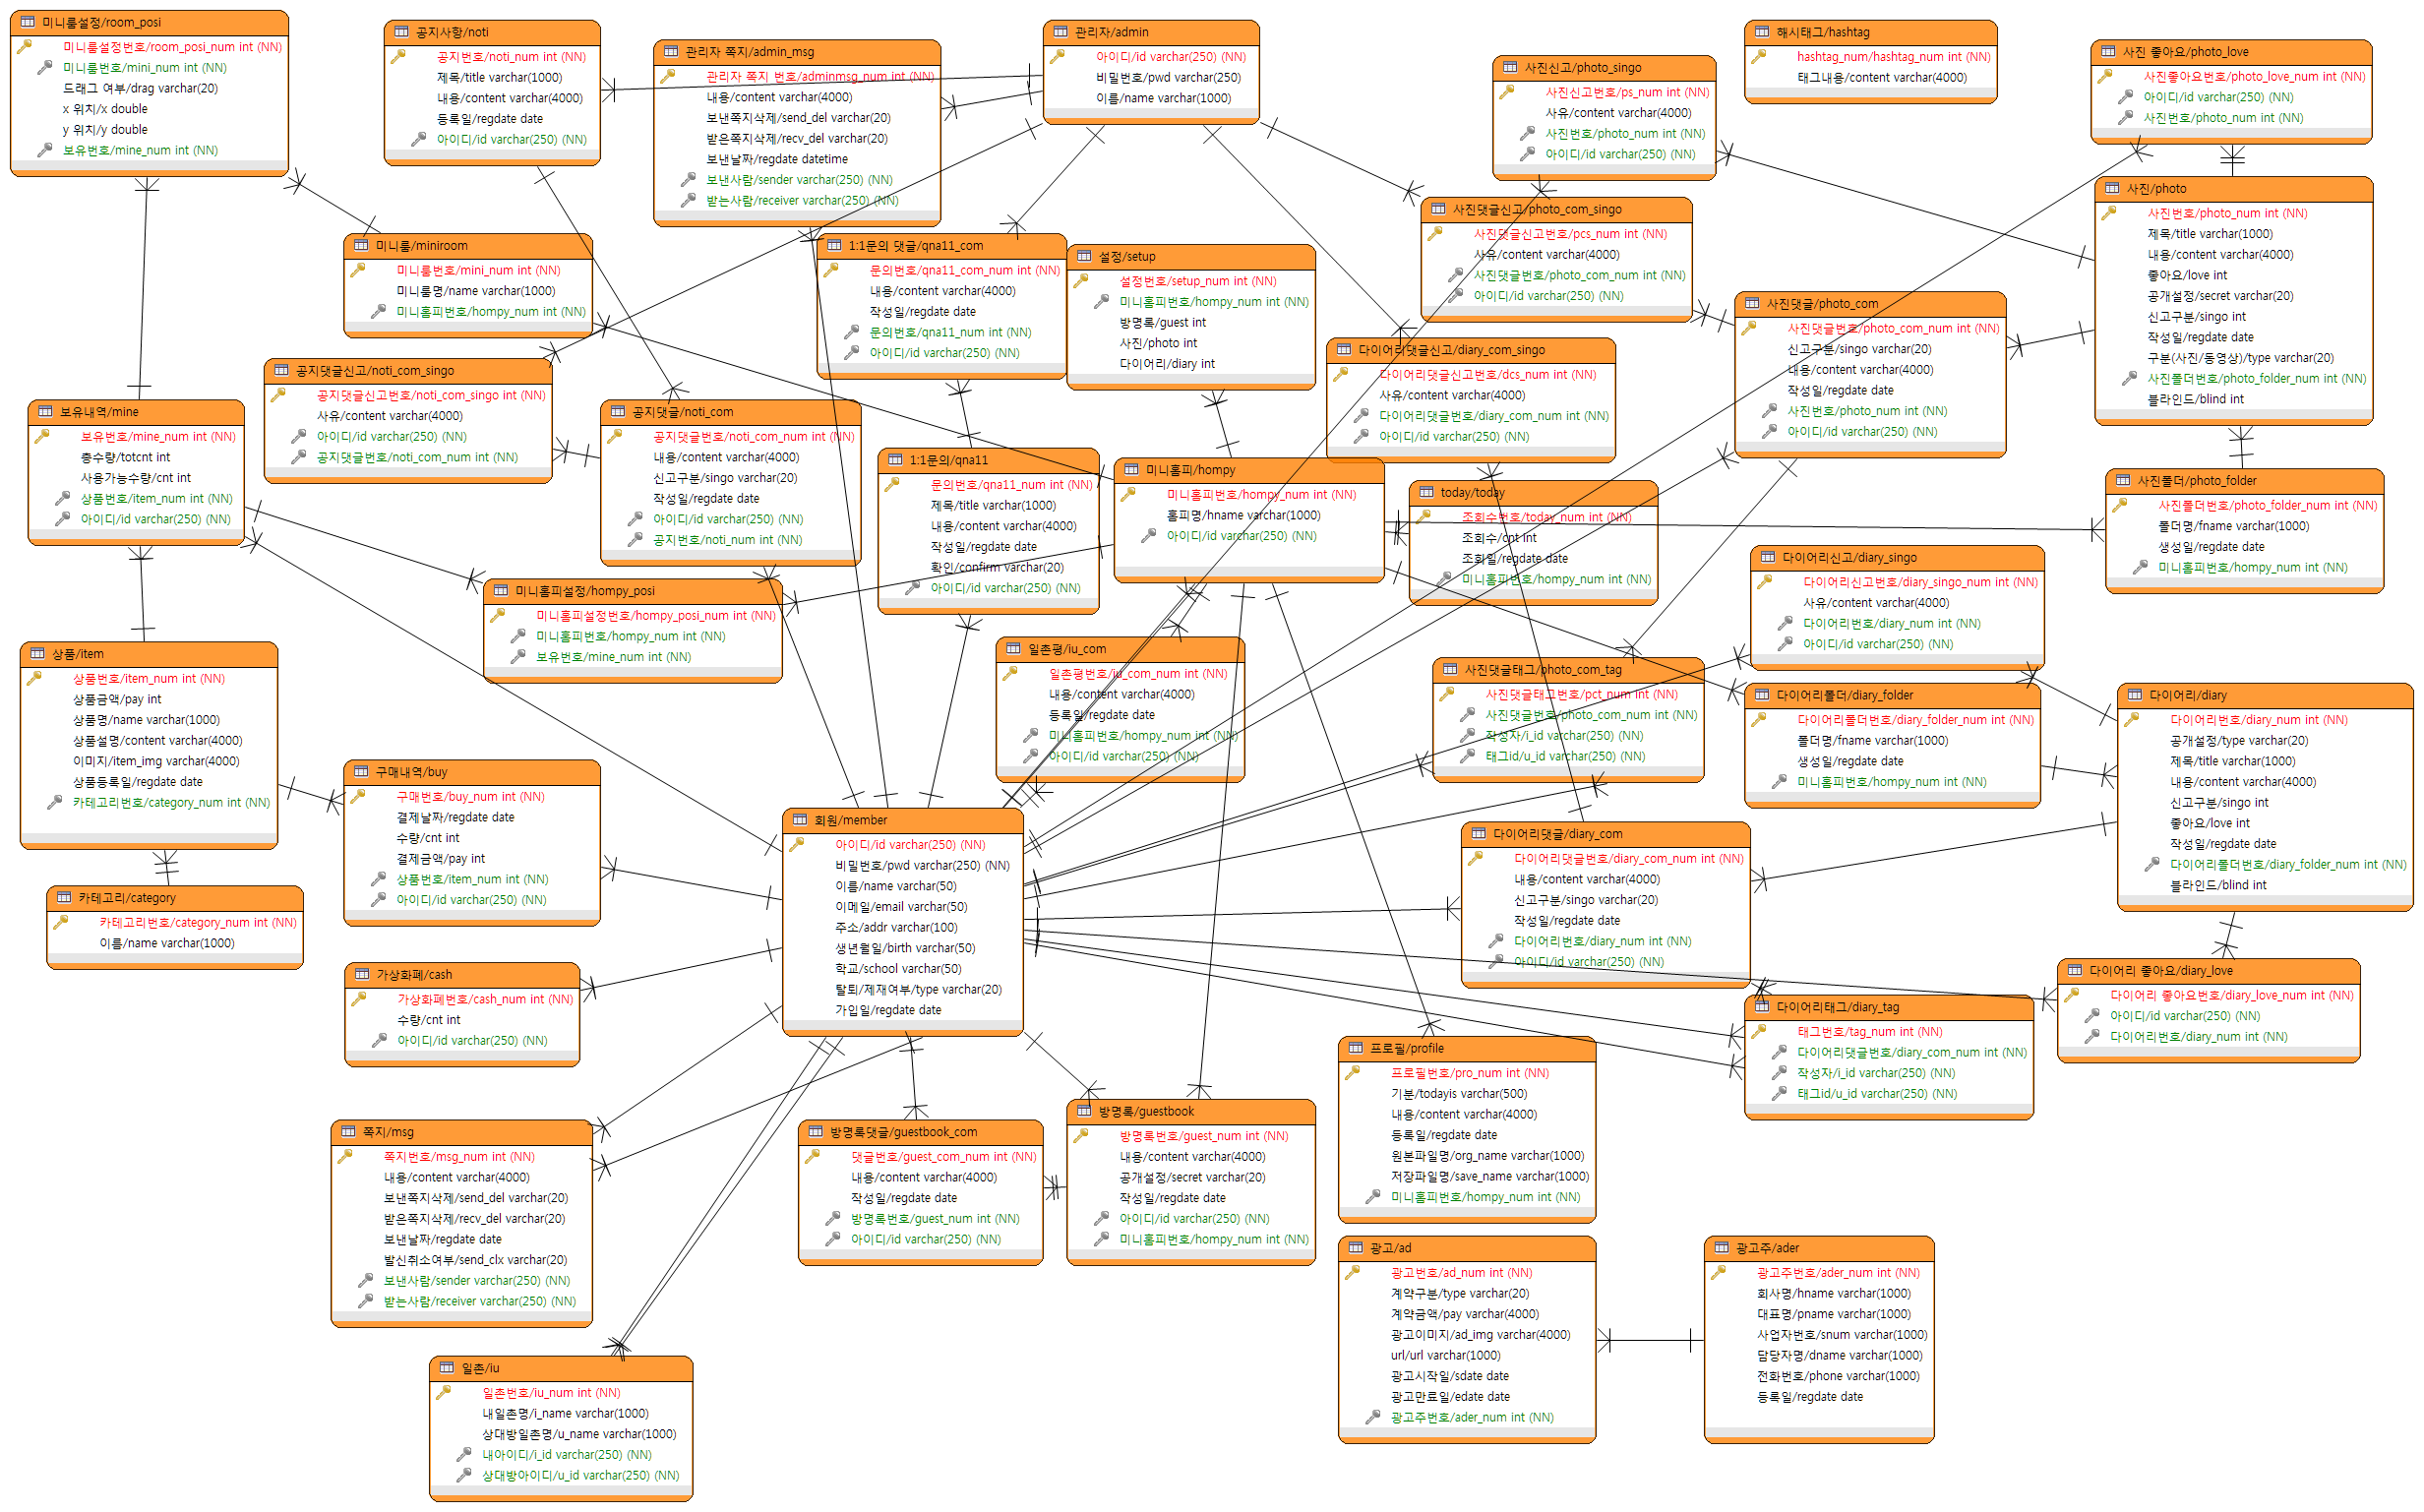 미니룸설정/room_posi
미니룸설정번호/room_posi_num int (NN)
미니룸번호/mini_num int (NN)
드래그 여부/drag varchar(20)
x 위치/x double
y 위치/y double
보유번호/mine_num int (NN)
공지사항/noti
공지번호/noti_num int (NN)
제목/title varchar(1000)
내용/content varchar(4000)
등록일/regdate date
아이디/id varchar(250) (NN)
관리자 쪽지/admin_msg
관리자 쪽지 번호/adminmsg_num int (NN)
내용/content varchar(4000)
보낸쪽지삭제/send_del varchar(20)
받은쪽지삭제/recv_del varchar(20)
보낸날짜/regdate datetime
보낸사람/sender varchar(250) (NN)
받는사람/receiver varchar(250) (NN)
관리자/admin
아이디/id varchar(250) (NN)
비밀번호/pwd varchar(250)
이름/name varchar(1000)
사진신고/photo_singo
사진신고번호/ps_num int (NN)
사유/content varchar(4000)
사진번호/photo_num int (NN)
아이디/id varchar(250) (NN)
해시태그/hashtag
hashtag_num/hashtag_num int (NN)
태그내용/content varchar(4000)
사진 좋아요/photo_love
사진좋아요번호/photo_love_num int (NN)
아이디/id varchar(250) (NN)
사진번호/photo_num int (NN)
사진/photo
사진번호/photo_num int (NN)
제목/title varchar(1000)
내용/content varchar(4000)
좋아요/love int
공개설정/secret varchar(20)
신고구분/singo int
작성일/regdate date
구분(사진/동영상)/type varchar(20)
사진폴더번호/photo_folder_num int (NN)
블라인드/blind int
미니룸/miniroom
미니룸번호/mini_num int (NN)
미니룸명/name varchar(1000)
미니홈피번호/hompy_num int (NN)
1:1문의 댓글/qna11_com
문의번호/qna11_com_num int (NN)
내용/content varchar(4000)
작성일/regdate date
문의번호/qna11_num int (NN)
아이디/id varchar(250) (NN)
설정/setup
설정번호/setup_num int (NN)
미니홈피번호/hompy_num int (NN)
방명록/guest int
사진/photo int
다이어리/diary int
사진댓글신고/photo_com_singo
사진댓글신고번호/pcs_num int (NN)
사유/content varchar(4000)
사진댓글번호/photo_com_num int (NN)
아이디/id varchar(250) (NN)
사진댓글/photo_com
사진댓글번호/photo_com_num int (NN)
신고구분/singo varchar(20)
내용/content varchar(4000)
작성일/regdate date
사진번호/photo_num int (NN)
아이디/id varchar(250) (NN)
다이어리댓글신고/diary_com_singo
다이어리댓글신고번호/dcs_num int (NN)
사유/content varchar(4000)
다이어리댓글번호/diary_com_num int (NN)
아이디/id varchar(250) (NN)
공지댓글신고/noti_com_singo
공지댓글신고번호/noti_com_singo int (NN)
사유/content varchar(4000)
아이디/id varchar(250) (NN)
공지댓글번호/noti_com_num int (NN)
보유내역/mine
보유번호/mine_num int (NN)
총수량/totcnt int
사용가능수량/cnt int
상품번호/item_num int (NN)
아이디/id varchar(250) (NN)
공지댓글/noti_com
공지댓글번호/noti_com_num int (NN)
내용/content varchar(4000)
신고구분/singo varchar(20)
작성일/regdate date
아이디/id varchar(250) (NN)
공지번호/noti_num int (NN)
1:1문의/qna11
문의번호/qna11_num int (NN)
제목/title varchar(1000)
내용/content varchar(4000)
작성일/regdate date
확인/confirm varchar(20)
아이디/id varchar(250) (NN)
미니홈피/hompy
미니홈피번호/hompy_num int (NN)
홈피명/hname varchar(1000)
아이디/id varchar(250) (NN)
today/today
조회수번호/today_num int (NN)
조회수/cnt int
조회일/regdate date
미니홈피번호/hompy_num int (NN)
사진폴더/photo_folder
사진폴더번호/photo_folder_num int (NN)
폴더명/fname varchar(1000)
생성일/regdate date
미니홈피번호/hompy_num int (NN)
다이어리신고/diary_singo
다이어리신고번호/diary_singo_num int (NN)
사유/content varchar(4000)
다이어리번호/diary_num int (NN)
아이디/id varchar(250) (NN)
미니홈피설정/hompy_posi
미니홈피설정번호/hompy_posi_num int (NN)
미니홈피번호/hompy_num int (NN)
보유번호/mine_num int (NN)
상품/item
상품번호/item_num int (NN)
상품금액/pay int
상품명/name varchar(1000)
상품설명/content varchar(4000)
이미지/item_img varchar(4000)
상품등록일/regdate date
카테고리번호/category_num int (NN)
일촌평/iu_com
일촌평번호/iu_com_num int (NN)
내용/content varchar(4000)
등록일/regdate date
미니홈피번호/hompy_num int (NN)
아이디/id varchar(250) (NN)
사진댓글태그/photo_com_tag
사진댓글태그번호/pct_num int (NN)
사진댓글번호/photo_com_num int (NN)
작성자/i_id varchar(250) (NN)
태그id/u_id varchar(250) (NN)
다이어리폴더/diary_folder
다이어리폴더번호/diary_folder_num int (NN)
폴더명/fname varchar(1000)
생성일/regdate date
미니홈피번호/hompy_num int (NN)
다이어리/diary
다이어리번호/diary_num int (NN)
공개설정/type varchar(20)
제목/title varchar(1000)
내용/content varchar(4000)
신고구분/singo int
좋아요/love int
작성일/regdate date
다이어리폴더번호/diary_folder_num int (NN)
블라인드/blind int
구매내역/buy
구매번호/buy_num int (NN)
결제날짜/regdate date
수량/cnt int
결제금액/pay int
상품번호/item_num int (NN)
아이디/id varchar(250) (NN)
회원/member
아이디/id varchar(250) (NN)
비밀번호/pwd varchar(250) (NN)
이름/name varchar(50)
이메일/email varchar(50)
주소/addr varchar(100)
생년월일/birth varchar(50)
학교/school varchar(50)
탈퇴/제재여부/type varchar(20)
가입일/regdate date
다이어리댓글/diary_com
다이어리댓글번호/diary_com_num int (NN)
내용/content varchar(4000)
신고구분/singo varchar(20)
작성일/regdate date
다이어리번호/diary_num int (NN)
아이디/id varchar(250) (NN)
카테고리/category
카테고리번호/category_num int (NN)
이름/name varchar(1000)
가상화폐/cash
가상화폐번호/cash_num int (NN)
수량/cnt int
아이디/id varchar(250) (NN)
다이어리 좋아요/diary_love
다이어리 좋아요번호/diary_love_num int (NN)
아이디/id varchar(250) (NN)
다이어리번호/diary_num int (NN)
다이어리태그/diary_tag
태그번호/tag_num int (NN)
다이어리댓글번호/diary_com_num int (NN)
작성자/i_id varchar(250) (NN)
태그id/u_id varchar(250) (NN)
프로필/profile
프로필번호/pro_num int (NN)
기분/todayis varchar(500)
내용/content varchar(4000)
등록일/regdate date
원본파일명/org_name varchar(1000)
저장파일명/save_name varchar(1000)
미니홈피번호/hompy_num int (NN)
쪽지/msg
쪽지번호/msg_num int (NN)
내용/content varchar(4000)
보낸쪽지삭제/send_del varchar(20)
받은쪽지삭제/recv_del varchar(20)
보낸날짜/regdate date
발신취소여부/send_clx varchar(20)
보낸사람/sender varchar(250) (NN)
받는사람/receiver varchar(250) (NN)
방명록댓글/guestbook_com
댓글번호/guest_com_num int (NN)
내용/content varchar(4000)
작성일/regdate date
방명록번호/guest_num int (NN)
아이디/id varchar(250) (NN)
방명록/guestbook
방명록번호/guest_num int (NN)
내용/content varchar(4000)
공개설정/secret varchar(20)
작성일/regdate date
아이디/id varchar(250) (NN)
미니홈피번호/hompy_num int (NN)
광고/ad
광고번호/ad_num int (NN)
계약구분/type varchar(20)
계약금액/pay varchar(4000)
광고이미지/ad_img varchar(4000)
url/url varchar(1000)
광고시작일/sdate date
광고만료일/edate date
광고주번호/ader_num int (NN)
광고주/ader
광고주번호/ader_num int (NN)
회사명/hname varchar(1000)
대표명/pname varchar(1000)
사업자번호/snum varchar(1000)
담당자명/dname varchar(1000)
전화번호/phone varchar(1000)
등록일/regdate date
일촌/iu
일촌번호/iu_num int (NN)
내일촌명/i_name varchar(1000)
상대방일촌명/u_name varchar(1000)
내아이디/i_id varchar(250) (NN)
상대방아이디/u_id varchar(250) (NN)